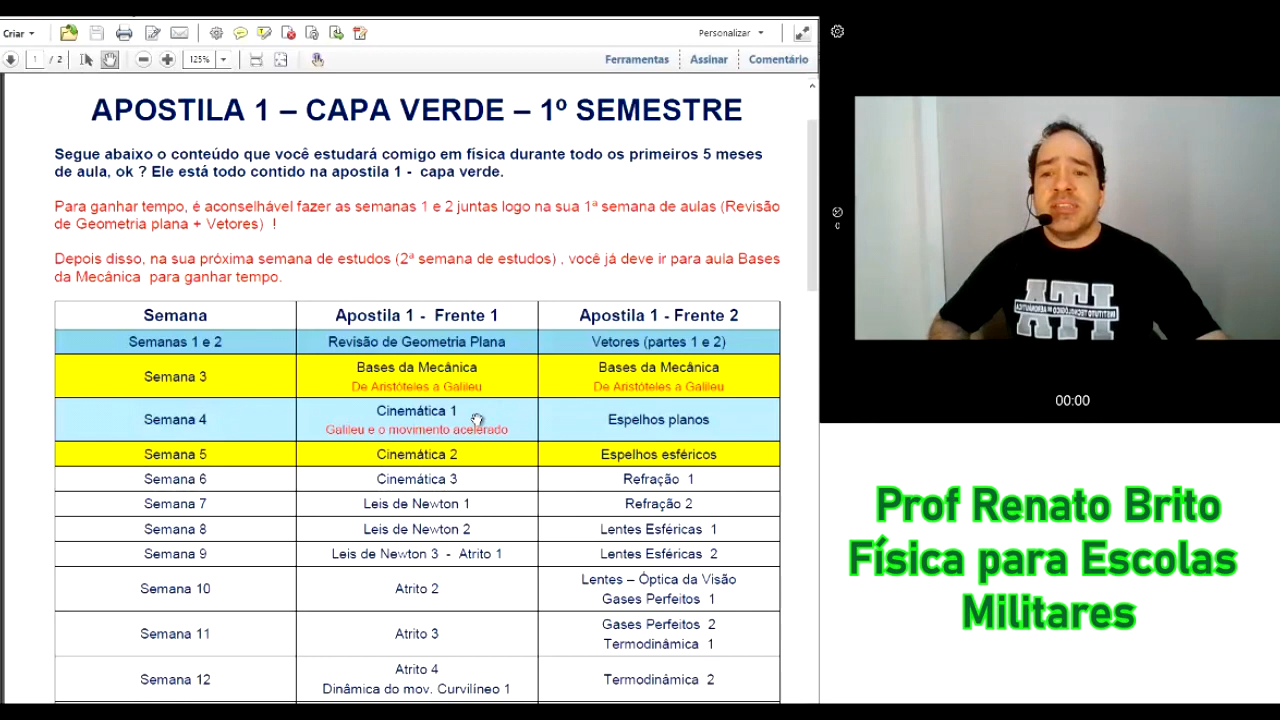 Criar
Personalizar
1 / 2
125%
Ferramentas
Assinar
Comentário
APOSTILA 1 – CAPA VERDE – 1º SEMESTRE
Segue abaixo o conteúdo que você estudará comigo em física durante todo os primeiros 5 meses
de aula, ok ? Ele está todo contido na apostila 1 - capa verde.
Para ganhar tempo, é aconselhável fazer as semanas 1 e 2 juntas logo na sua 1ª semana de aulas (Revisão
de Geometria plana + Vetores) !
Depois disso, na sua próxima semana de estudos (2ª semana de estudos) , você já deve ir para aula Bases
da Mecânica para ganhar tempo.
Semana Apostila 1 - Frente 1 Apostila 1 - Frente 2
Semanas 1 e 2 Revisão de Geometria Plana Vetores (partes 1 e 2)
Semana 3 Bases da Mecânica De Aristóteles a Galileu Bases da Mecânica De Aristóteles a Galileu
Semana 4 Cinemática 1 Galileu e o movimento acelerado Espelhos planos
Semana 5 Cinemática 2 Espelhos esféricos
Semana 6 Cinemática 3 Refração 1
Semana 7 Leis de Newton 1 Refração 2
Semana 8 Leis de Newton 2 Lentes Esféricas 1
Semana 9 Leis de Newton 3 - Atrito 1 Lentes Esféricas 2
Semana 10 Atrito 2 Lentes – Óptica da Visão Gases Perfeitos 1
Semana 11 Atrito 3 Gases Perfeitos 2 Termodinâmica 1
Semana 12 Atrito 4 Dinâmica do mov. Curvilíneo 1 Termodinâmica 2
0
ITA
INSTITUTO TECNOLÓGICO DE AERONÁUTICA
00:00
Prof Renato Brito
Física para Escolas
Militares